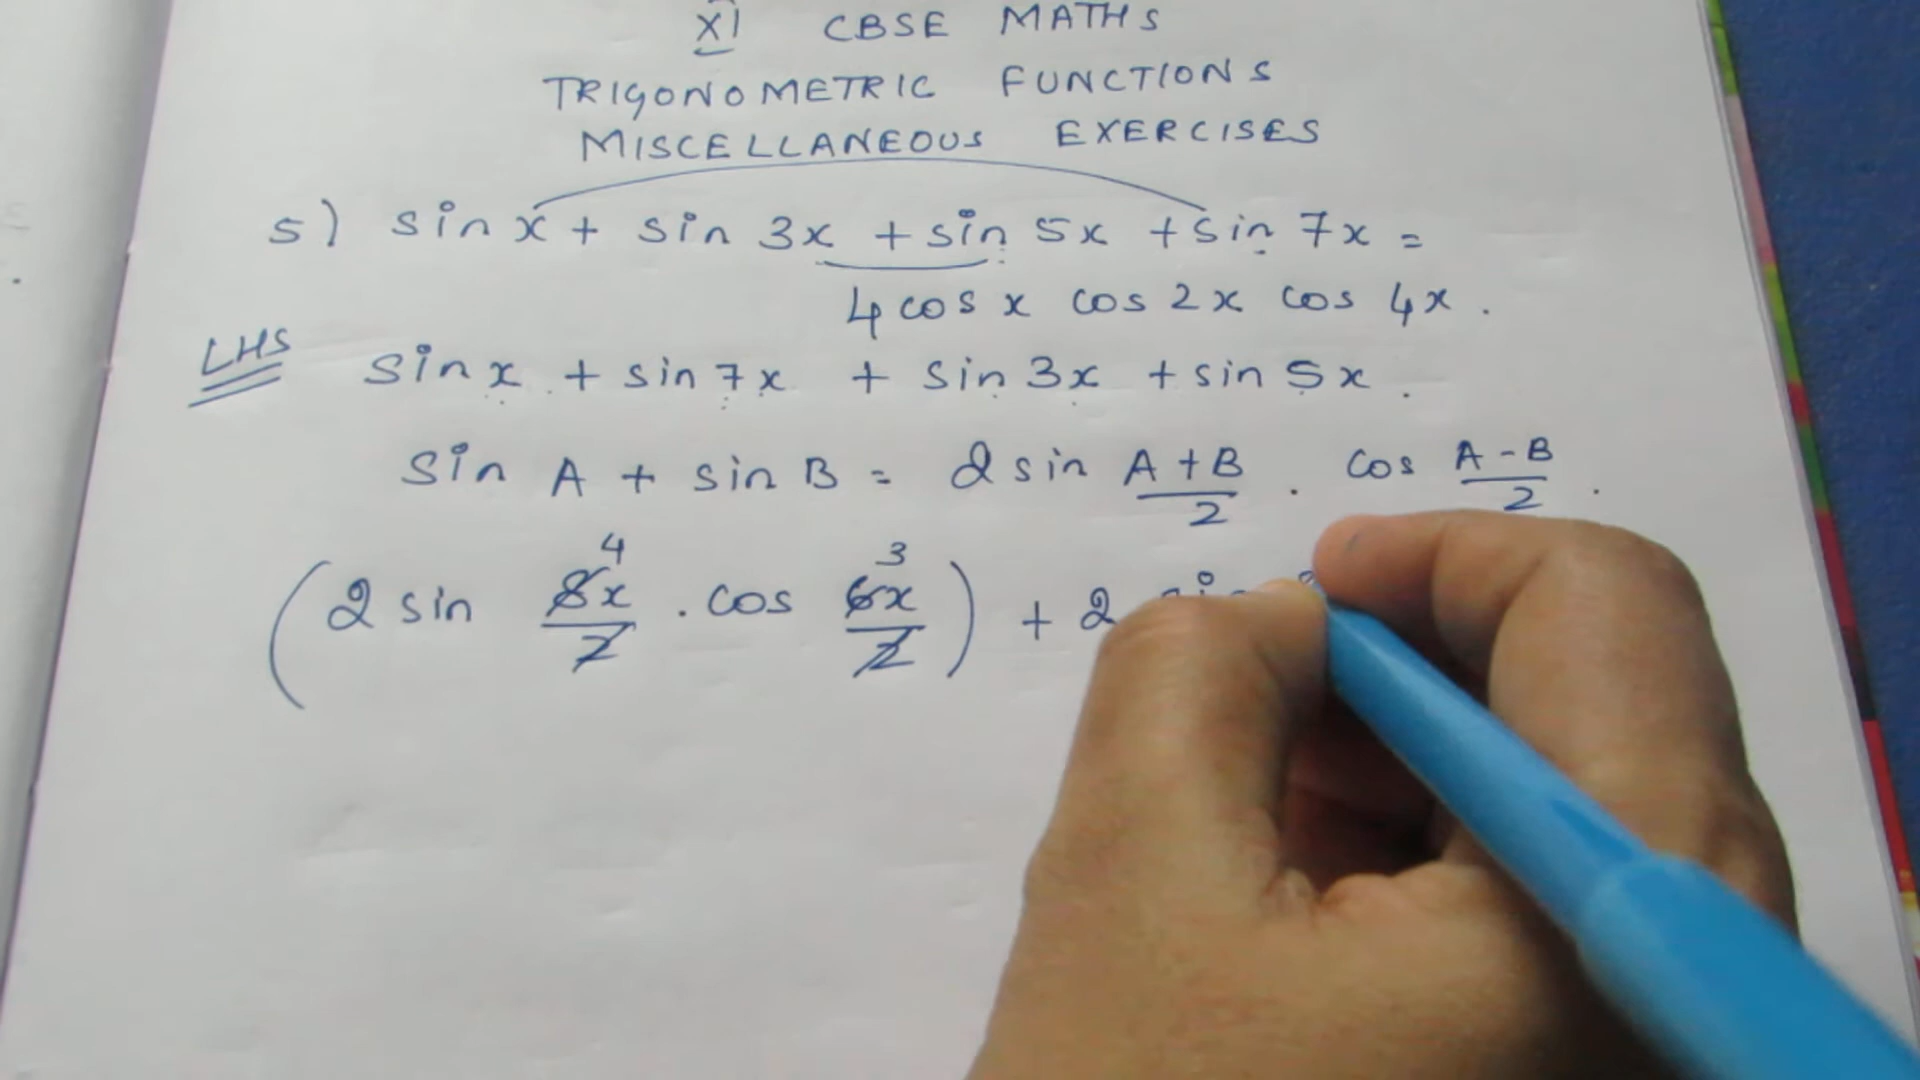 XI CBSE MATHS
TRIGONOMETRIC FUNCTIONS
MISCELLANEOUS EXERCISES
5) sin x + sin 3x + sin 5x + sin 7x =
4 cos x cos 2x cos 4x .
LHS sin x + sin 7x + sin 3x + sin 5x .
sin A + sin B = 2 sin A + B / 2 . cos A - B / 2 .
( 2 sin 8x / 2 4 . cos 6x / 2 3 ) + 2 sin